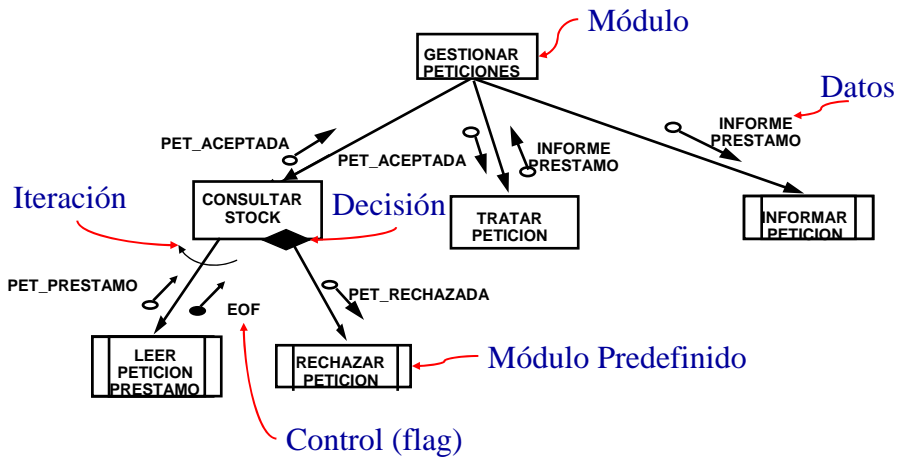 Módulo
GESTIONAR
PETICIONES
Datos
INFORME
PRESTAMO
PET_ACEPTADA
PET_ACEPTADA
INFORME
PRESTAMO
Iteración
CONSULTAR
STOCK
Decisión
TRATAR
PETICION
INFORMAR
PETICION
PET_PRESTAMO
EOF
PET_RECHAZADA
LEER
PETICION
PRESTAMO
RECHAZAR
PETICION
Módulo Predefinido
Control (flag)